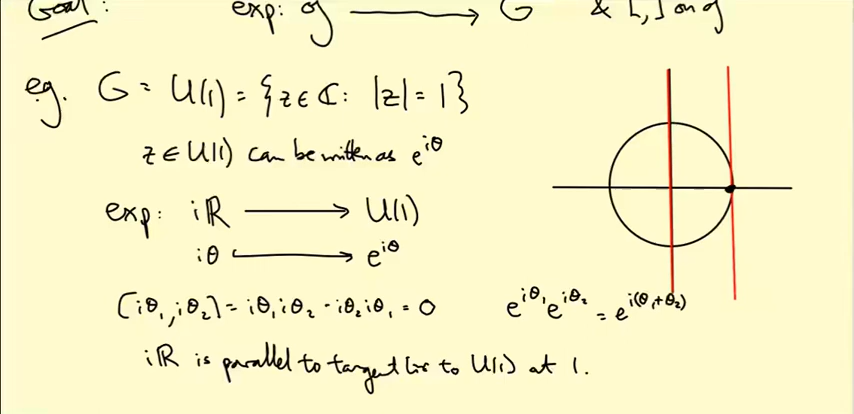 Goal: exp: 𝔤 ⟶ G & [,] on 𝔤
e.g. G = U(1) = {z ∈ ℂ : |z| = 1}
z ∈ U(1) can be written as e^{iθ}
exp: iℝ ⟶ U(1)
iθ ⟼ e^{iθ}
[iθ₁, iθ₂] = iθ₁iθ₂ - iθ₂iθ₁ = 0 e^{iθ₁}e^{iθ₂} = e^{i(θ₁+θ₂)}
iℝ is parallel to tangent line to U(1) at 1.